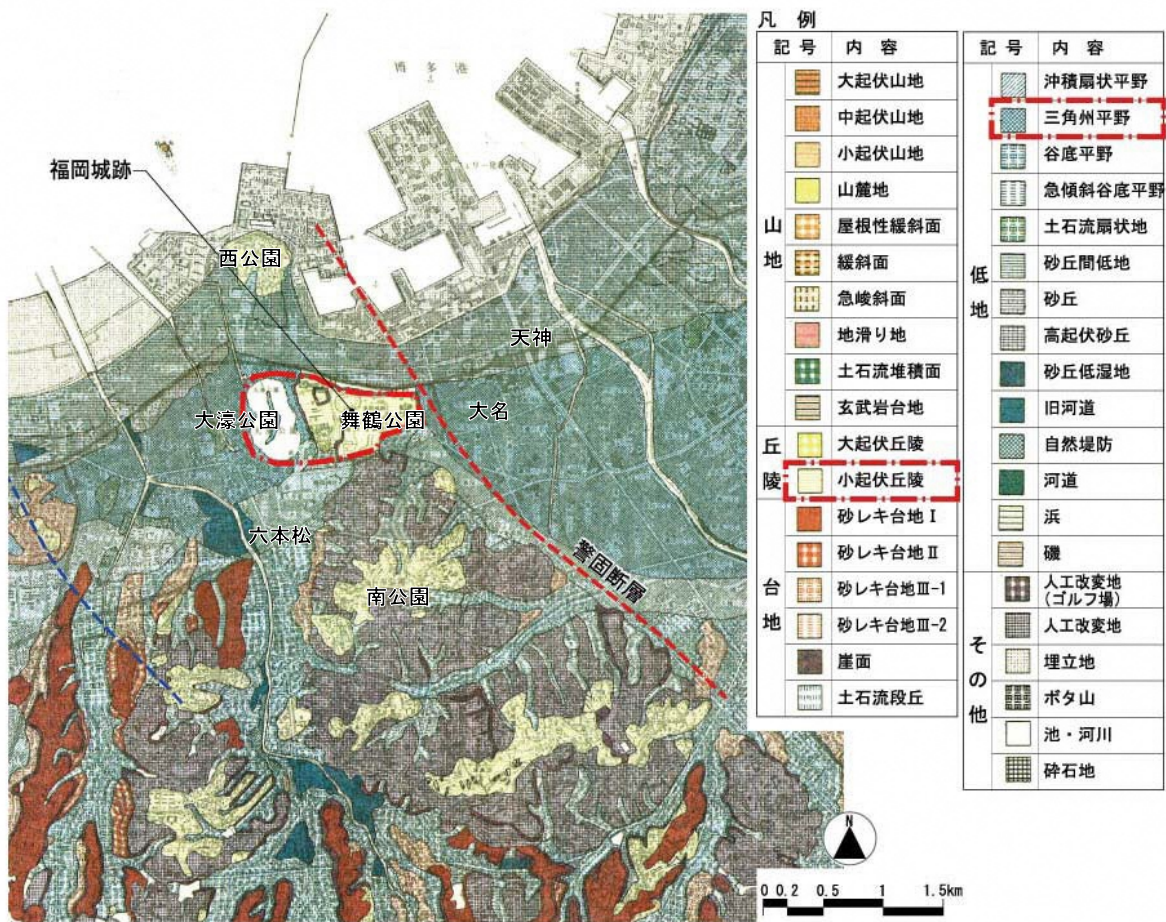 博多港
福岡城跡
西公園
天神
大濠公園
舞鶴公園
大名
六本松
警固断層
南公園
凡 例
記 号 内 容
山地
大起伏山地
中起伏山地
小起伏山地
山麓地
屋根性緩斜面
緩斜面
急峻斜面
地滑り地
土石流堆積面
玄武岩台地
丘陵
大起伏丘陵
小起伏丘陵
台地
砂レキ台地Ⅰ
砂レキ台地Ⅱ
砂レキ台地Ⅲ-1
砂レキ台地Ⅲ-2
崖面
土石流段丘
記 号 内 容
低地
沖積扇状平野
三角州平野
谷底平野
急傾斜谷底平野
土石流扇状地
砂丘間低地
砂丘
高起伏砂丘
砂丘低湿地
旧河道
自然堤防
河道
浜
磯
その他
人工改変地
(ゴルフ場)
人工改変地
埋立地
ボタ山
池・河川
砕石地
N
0 0.2 0.5 1 1.5km